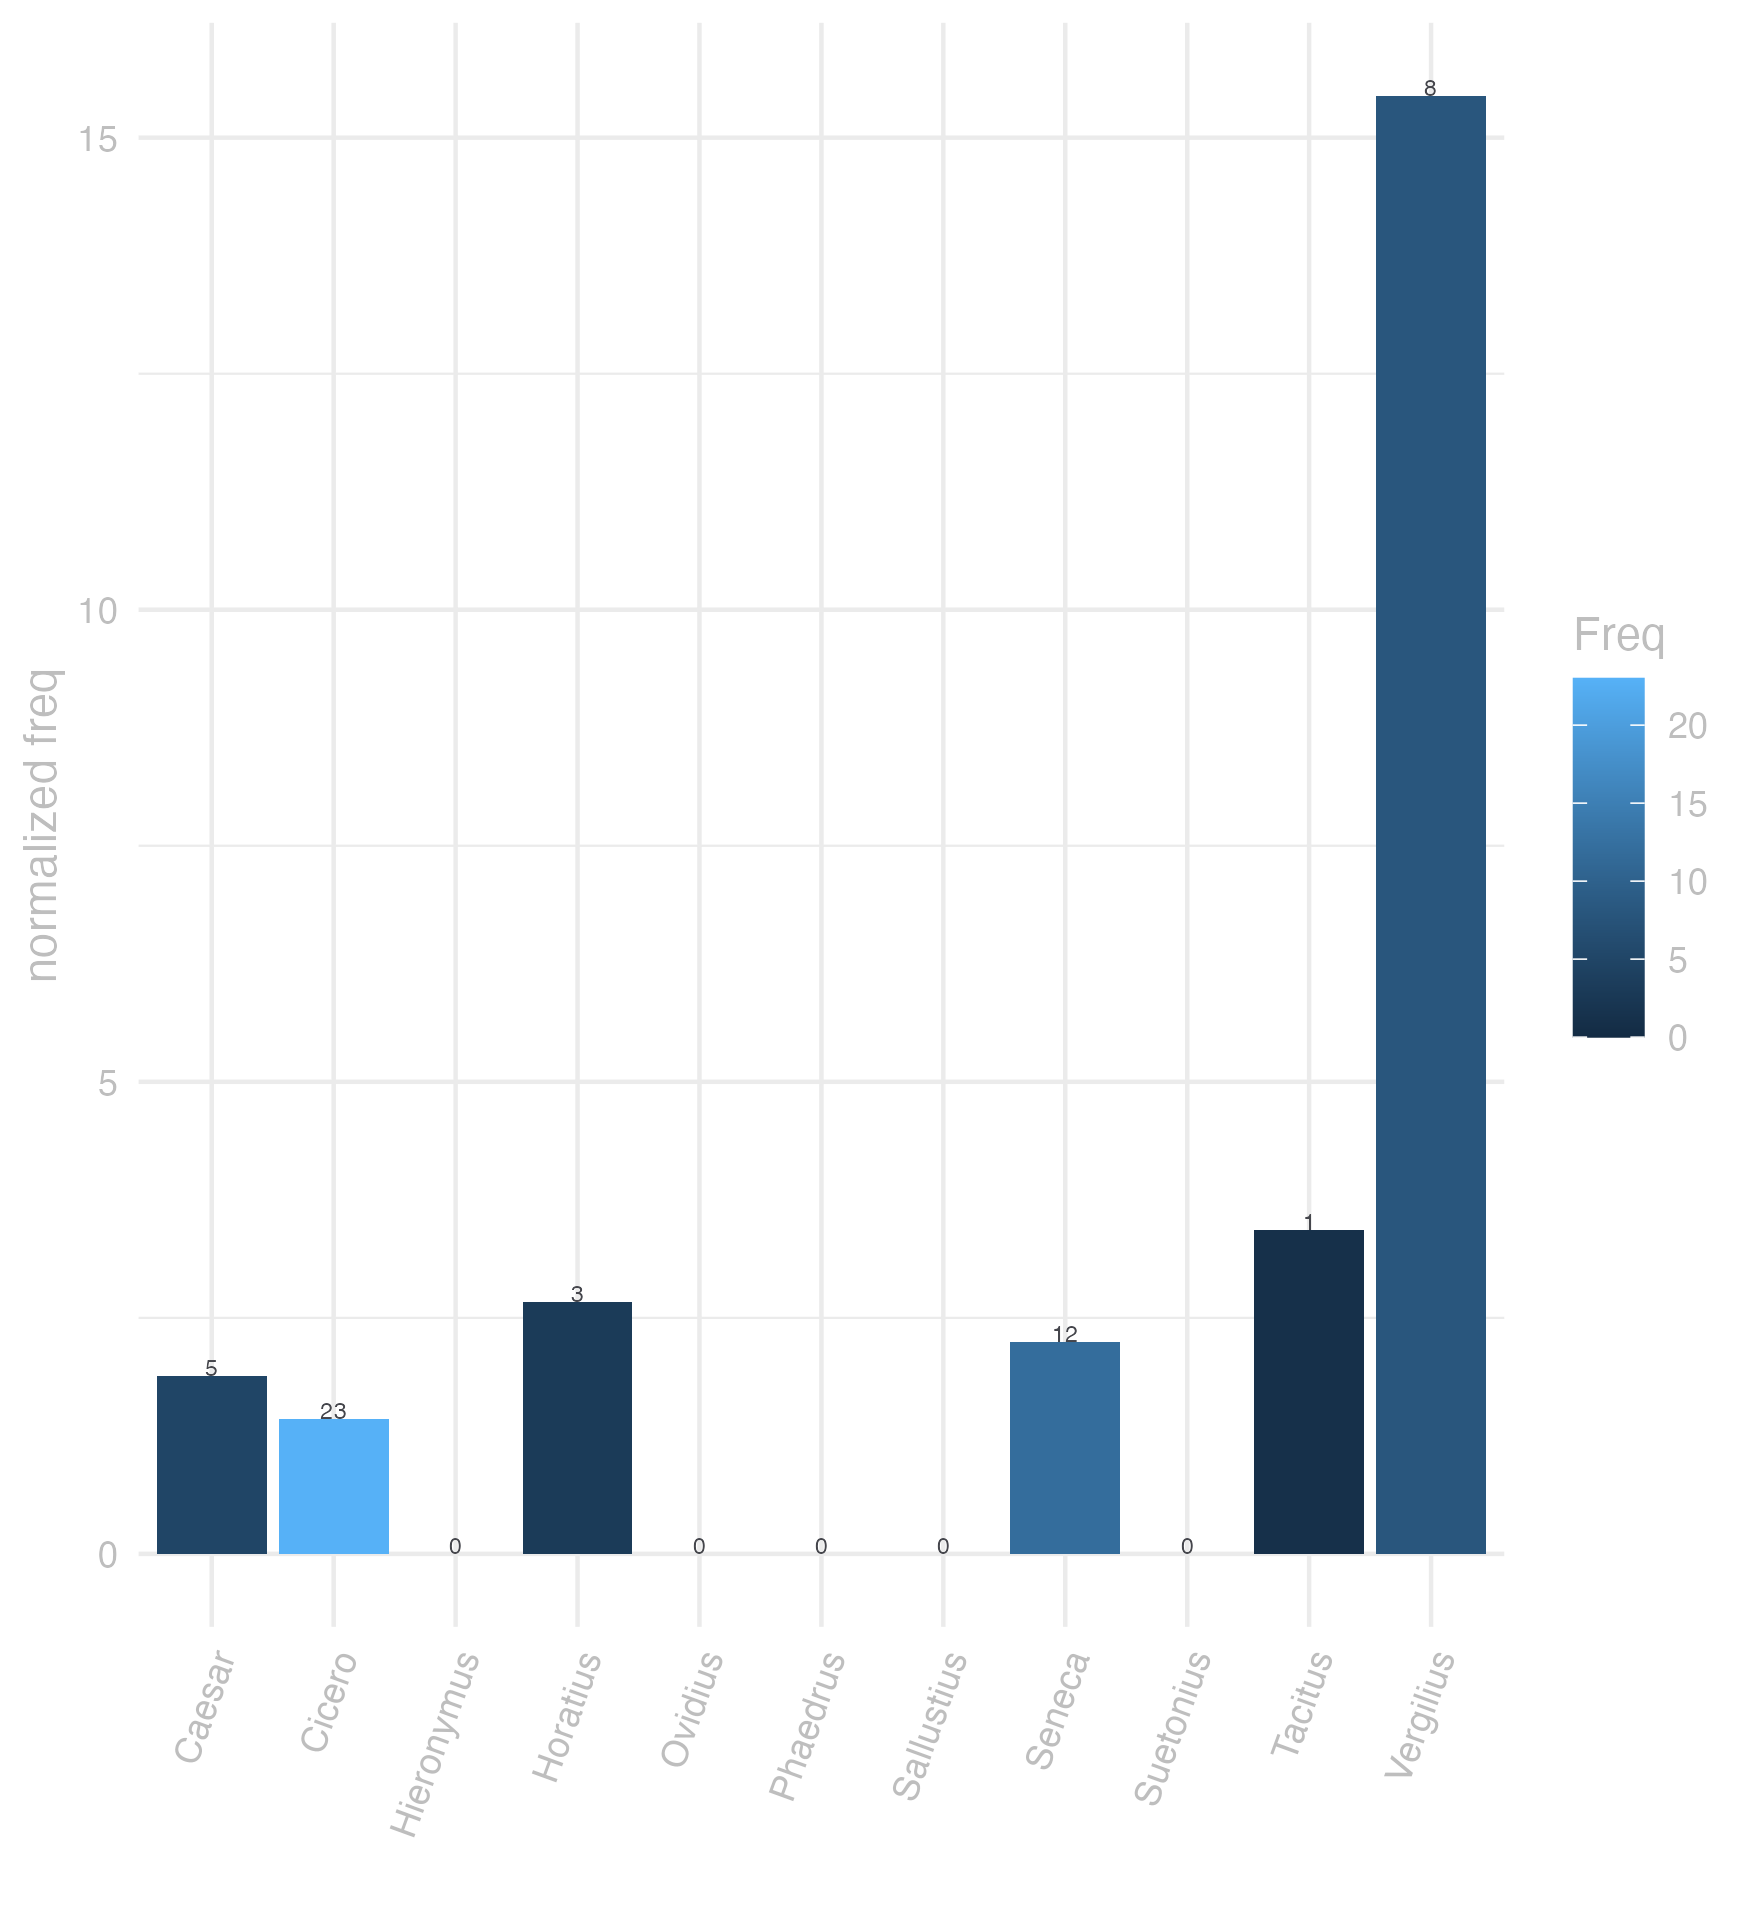 8
15
10
5
0
normalized freq
1
3
12
5
23
0
0
0
0
0
Caesar
Cicero
Hieronymus
Horatius
Ovidius
Phaedrus
Sallustius
Seneca
Suetonius
Tacitus
Vergilius
Freq
20
15
10
5
0